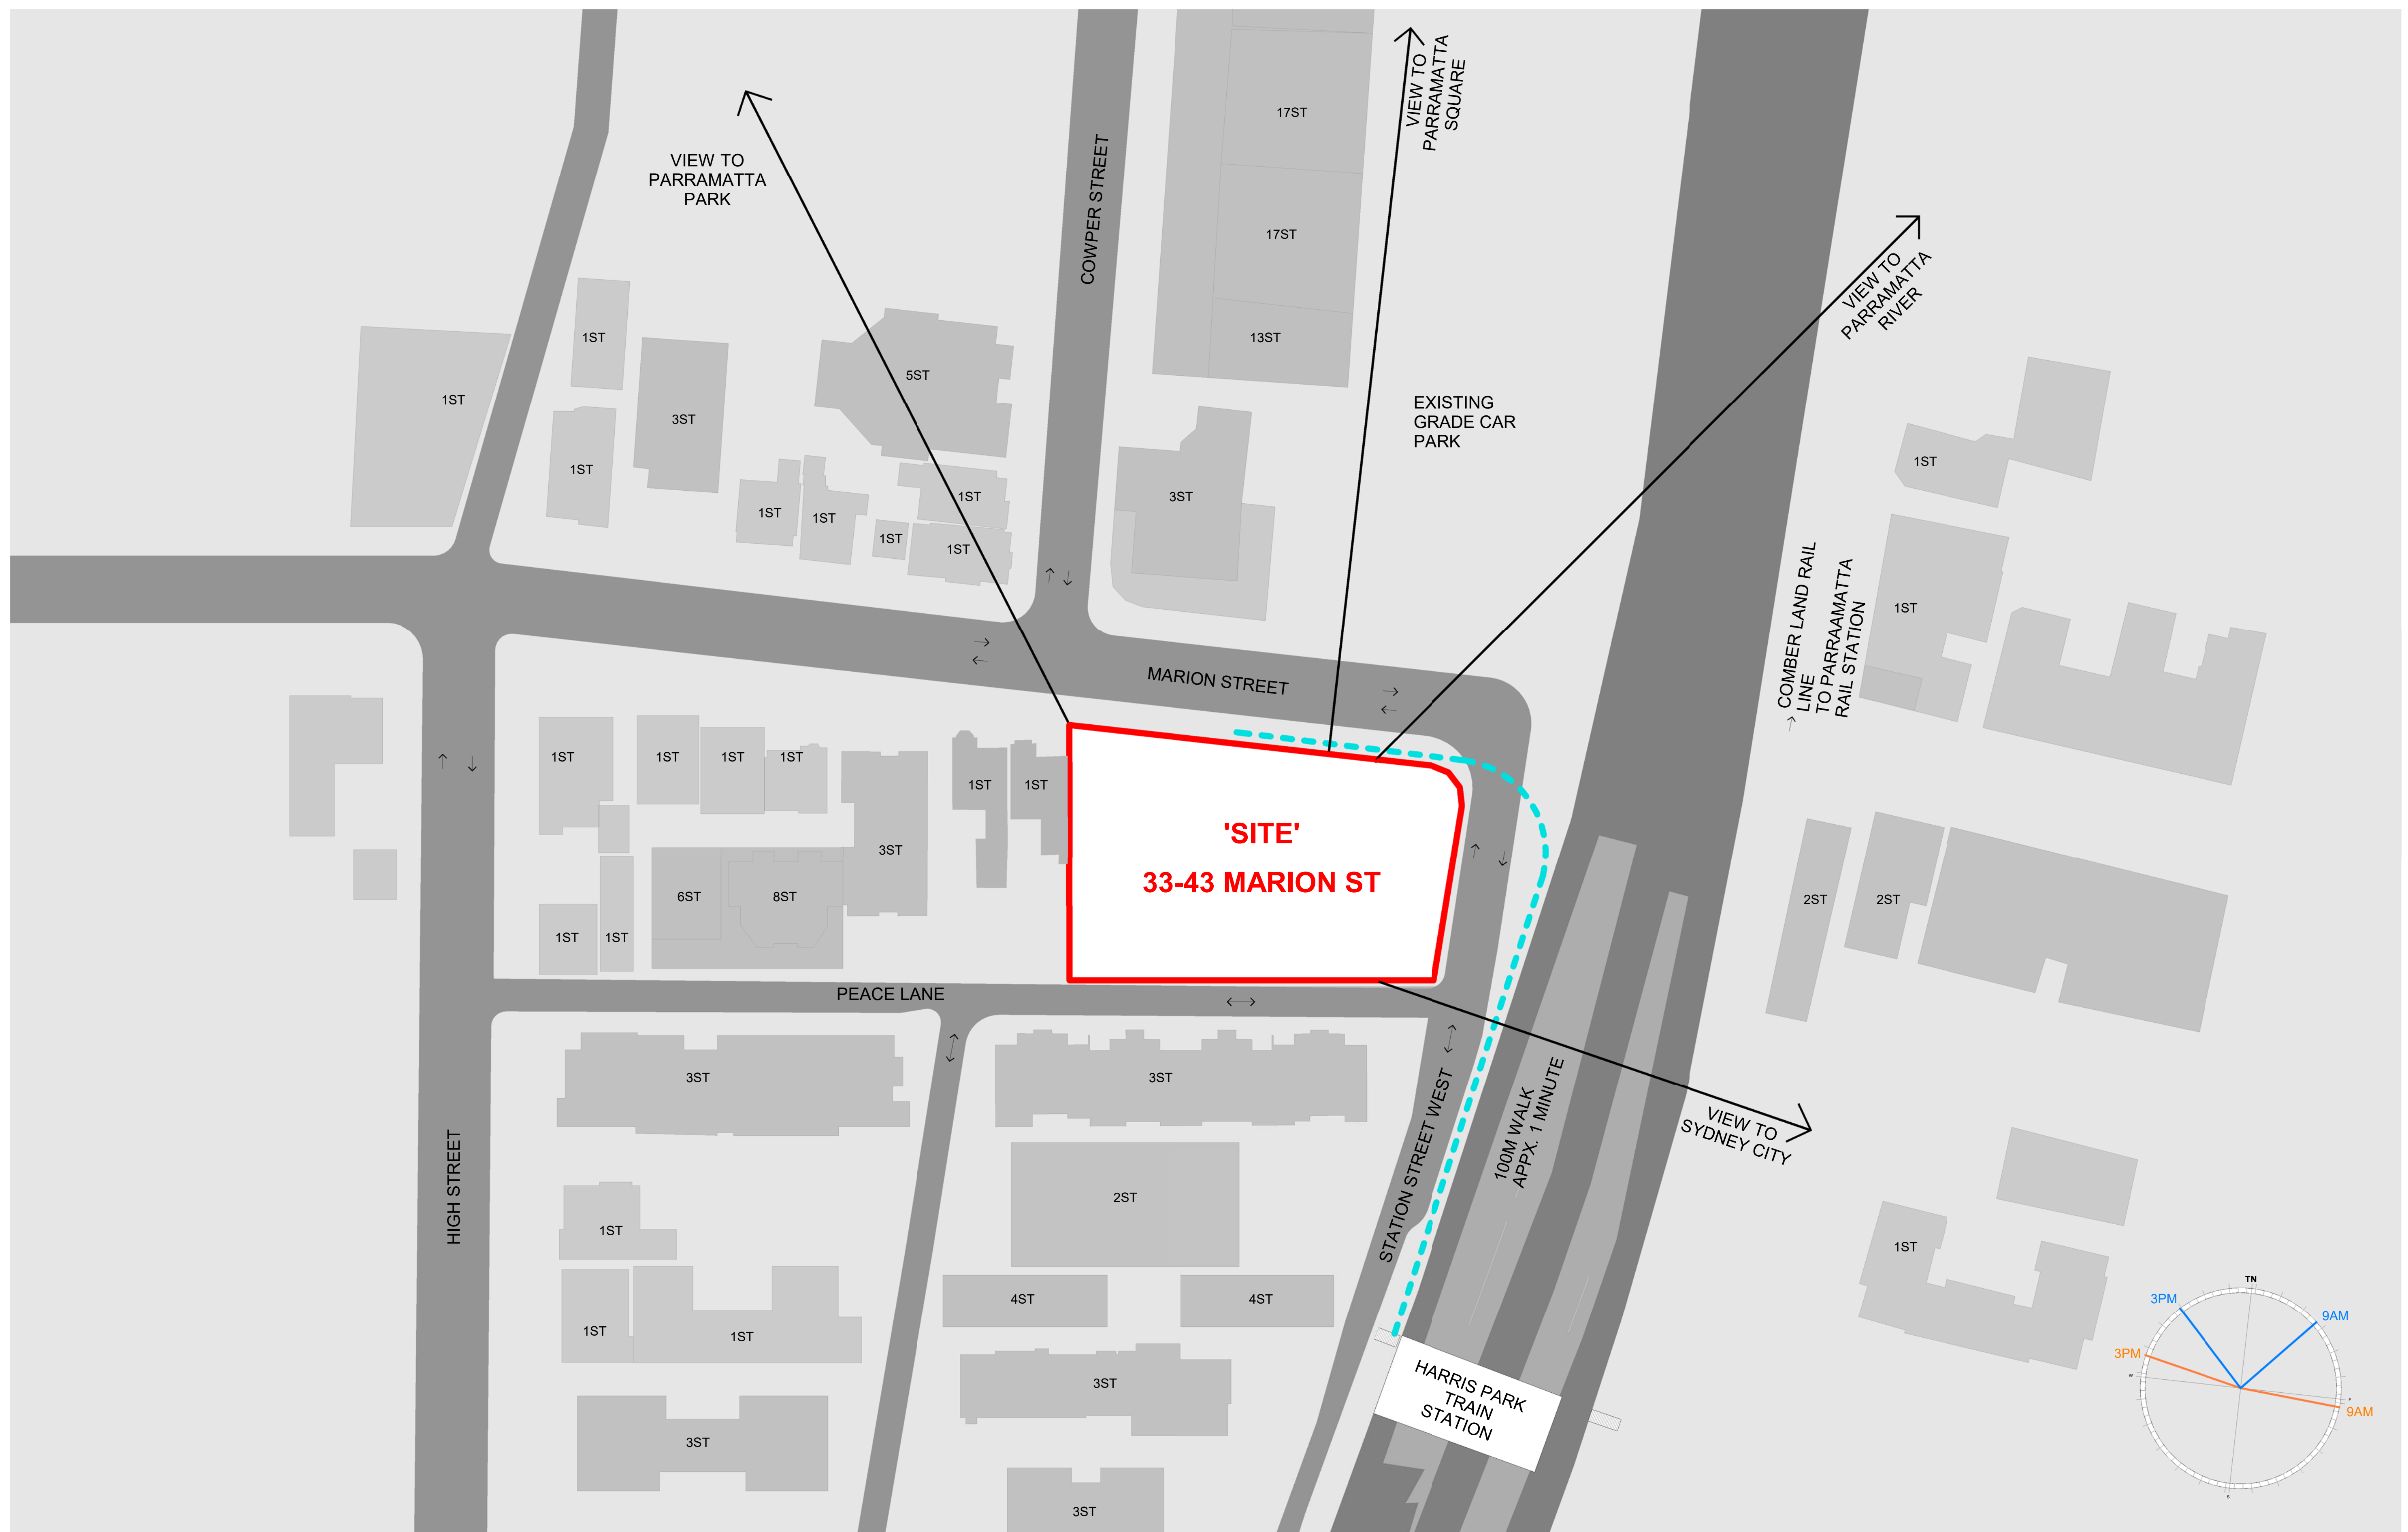 VIEW TO
PARRAMATTA
PARK
COWPER STREET
17ST
17ST
13ST
VIEW TO
PARRAMATTA
SQUARE
VIEW TO
PARRAMATTA
RIVER
EXISTING
GRADE CAR
PARK
1ST
1ST
1ST
3ST
5ST
1ST
1ST
1ST
1ST
1ST
3ST
1ST
1ST
COMBER LAND RAIL
LINE
TO PARRAAMATTA
RAIL STATION
MARION STREET
1ST
1ST
1ST
1ST
3ST
1ST
1ST
6ST
8ST
1ST
1ST
'SITE'
33-43 MARION ST
2ST
2ST
PEACE LANE
HIGH STREET
3ST
3ST
STATION STREET WEST
100M WALK
APPX. 1 MINUTE
VIEW TO
SYDNEY CITY
1ST
2ST
1ST
4ST
4ST
1ST
1ST
3ST
3ST
3ST
HARRIS PARK
TRAIN
STATION
TN
3PM
9AM
3PM
W
E
9AM
S